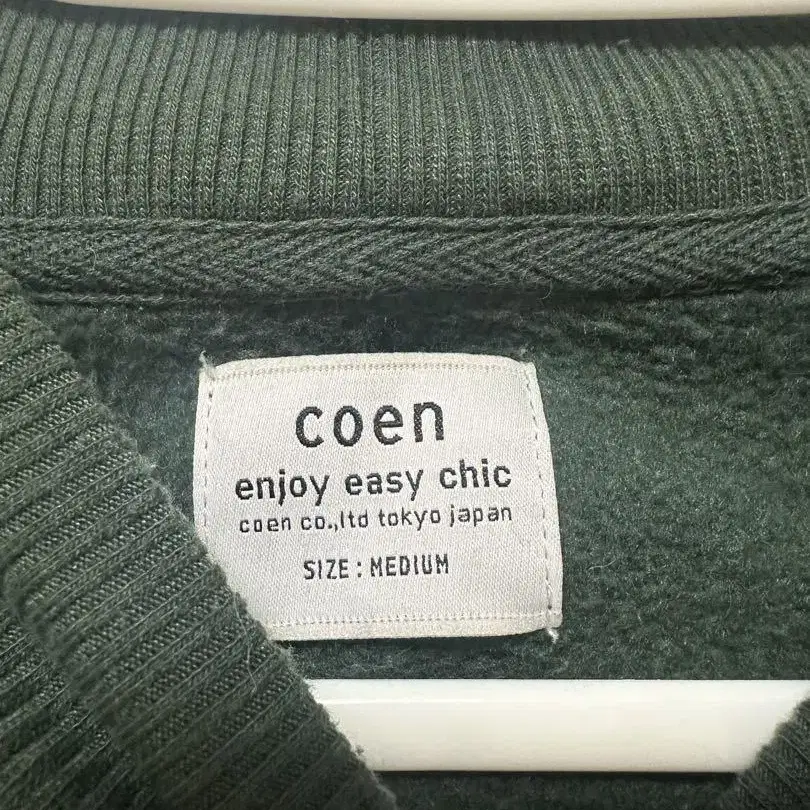 coen
enjoy easy chic
coen co.,ltd tokyo japan
SIZE : MEDIUM